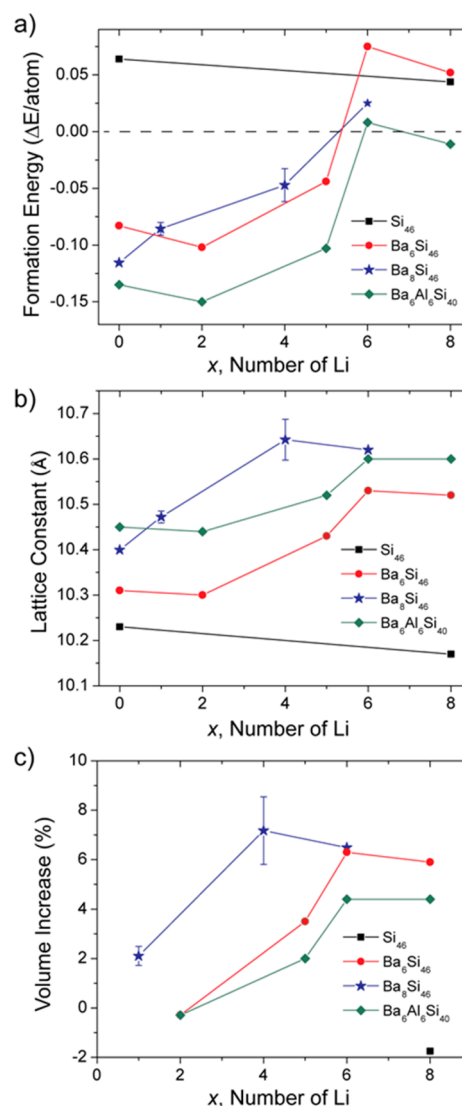 a)
Formation Energy (ΔE/atom)
0.05
0.00
-0.05
-0.10
-0.15
Si46
Ba6Si46
Ba8Si46
Ba6Al6Si40
0 2 4 6 8
x, Number of Li
b)
Lattice Constant (Å)
10.7
10.6
10.5
10.4
10.3
10.2
10.1
Si46
Ba6Si46
Ba8Si46
Ba6Al6Si40
0 2 4 6 8
x, Number of Li
c)
Volume Increase (%)
10
8
6
4
2
0
-2
Si46
Ba6Si46
Ba8Si46
Ba6Al6Si40
0 2 4 6 8
x, Number of Li